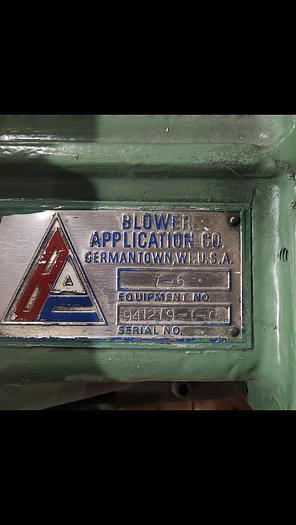 BLOWER
APPLICATION CO.
GERMANTOWN, WI. U.S.A.
7-6
EQUIPMENT NO.
SERIAL NO.